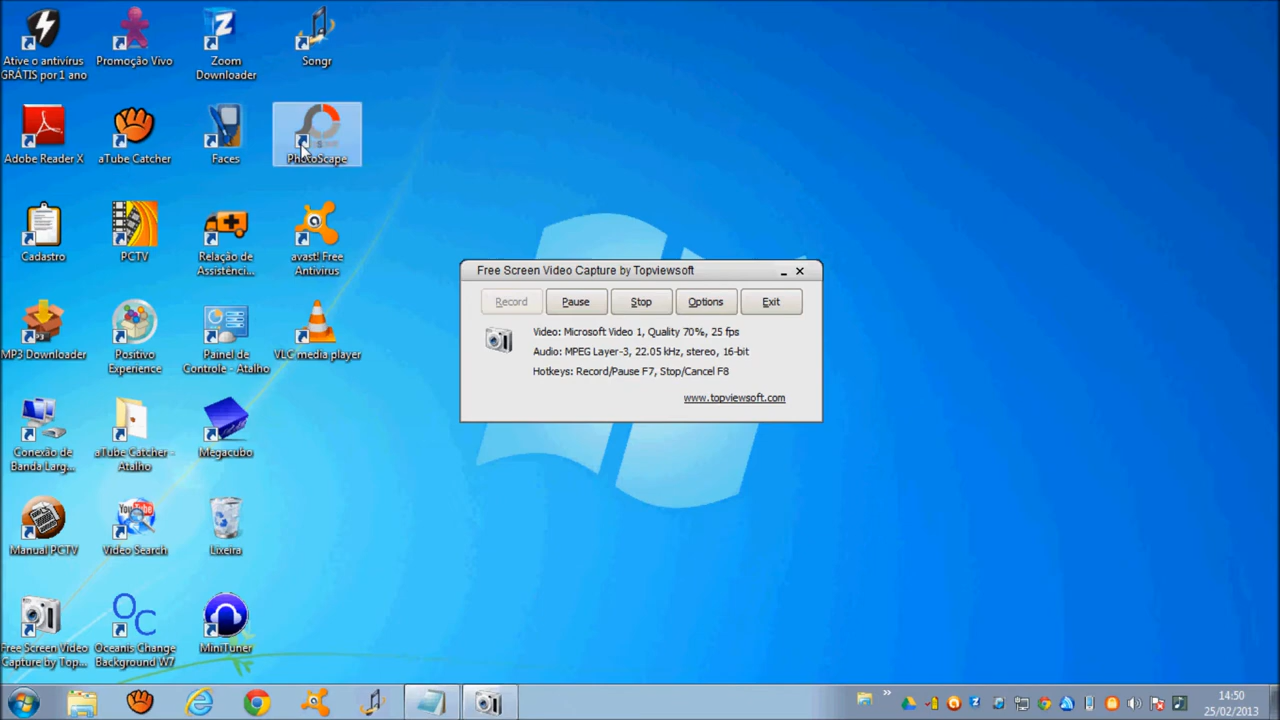 Ative o antivírus
GRÁTIS por 1 ano
Promoção Vivo
Zoom
Downloader
Songr
Adobe Reader X
aTube Catcher
Faces
PhotoScape
Cadastro
PCTV
Relação de
Assistênci...
avast! Free
Antivirus
MP3 Downloader
Positivo
Experience
Painel de
Controle - Atalho
VLC media player
Conexão de
Banda Larg...
aTube Catcher -
Atalho
Megacubo
Manual PCTV
YouTube
Video Search
Lixeira
Free Screen Video
Capture by Top...
OC
Oceanis Change
Background W7
MiniTuner
Free Screen Video Capture by Topviewsoft
Record
Pause
Stop
Options
Exit
Video: Microsoft Video 1, Quality 70%, 25 fps
Audio: MPEG Layer-3, 22.05 kHz, stereo, 16-bit
Hotkeys: Record/Pause F7, Stop/Cancel F8
www.topviewsoft.com
14:50
25/02/2013